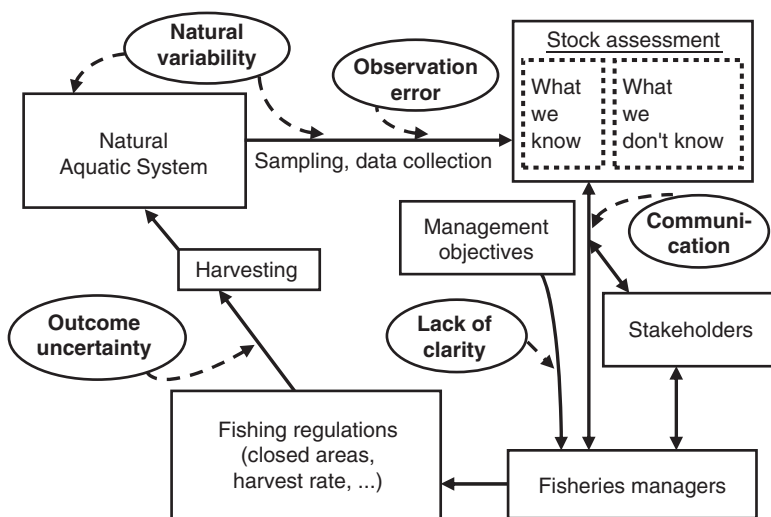 Natural
variability
Observation
error
Stock assessment
What
we
know
What
we
don't know
Natural
Aquatic System
Sampling, data collection
Management
objectives
Communi-
cation
Harvesting
Outcome
uncertainty
Lack of
clarity
Stakeholders
Fishing regulations
(closed areas,
harvest rate, ...)
Fisheries managers